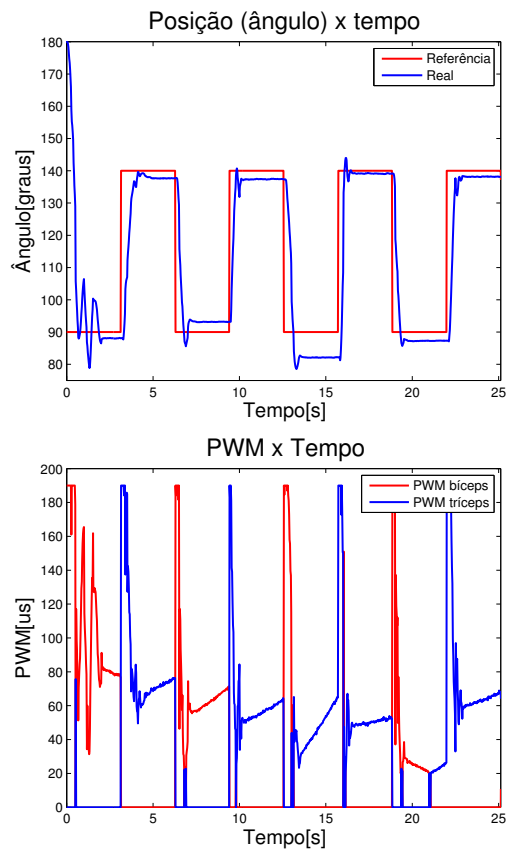 Posição (ângulo) x tempo
180
170
160
150
140
130
120
110
100
90
80
70
Ângulo[graus]
Referência
Real
0 5 10 15 20 25
Tempo[s]
PWM x Tempo
200
180
160
140
120
100
80
60
40
20
0
PWM[us]
PWM bíceps
PWM tríceps
0 5 10 15 20 25
Tempo[s]